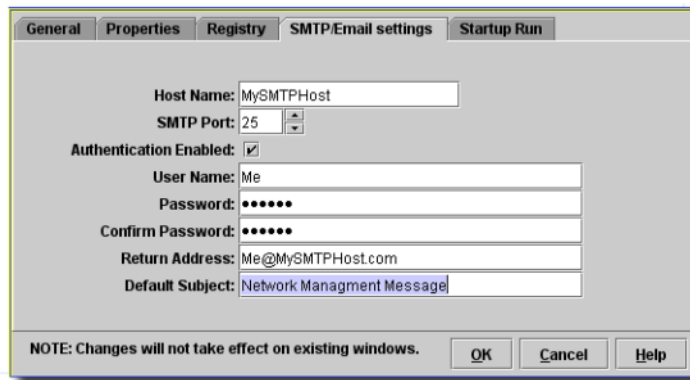 General Properties Registry SMTP/Email settings Startup Run
Host Name: MySMTPHost
SMTP Port: 25
Authentication Enabled:
User Name: Me
Password: ••••••
Confirm Password: ••••••
Return Address: Me@MySMTPHost.com
Default Subject: Network Managment Message
NOTE: Changes will not take effect on existing windows. OK Cancel Help